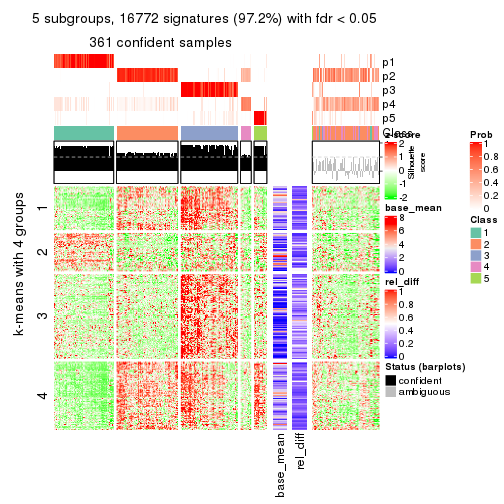 5 subgroups, 16772 signatures (97.2%) with fdr < 0.05
361 confident samples
p1
p2
p3
p4
p5
Class
Silhouette
score
k-means with 4 groups
1
2
3
4
base_mean
rel_diff
z-score
2
1
0
-1
-2
base_mean
8
6
4
2
0
rel_diff
1
0.8
0.6
0.4
0.2
0
Status (barplots)
confident
ambiguous
Prob
1
0.8
0.6
0.4
0.2
0
Class
1
2
3
4
5